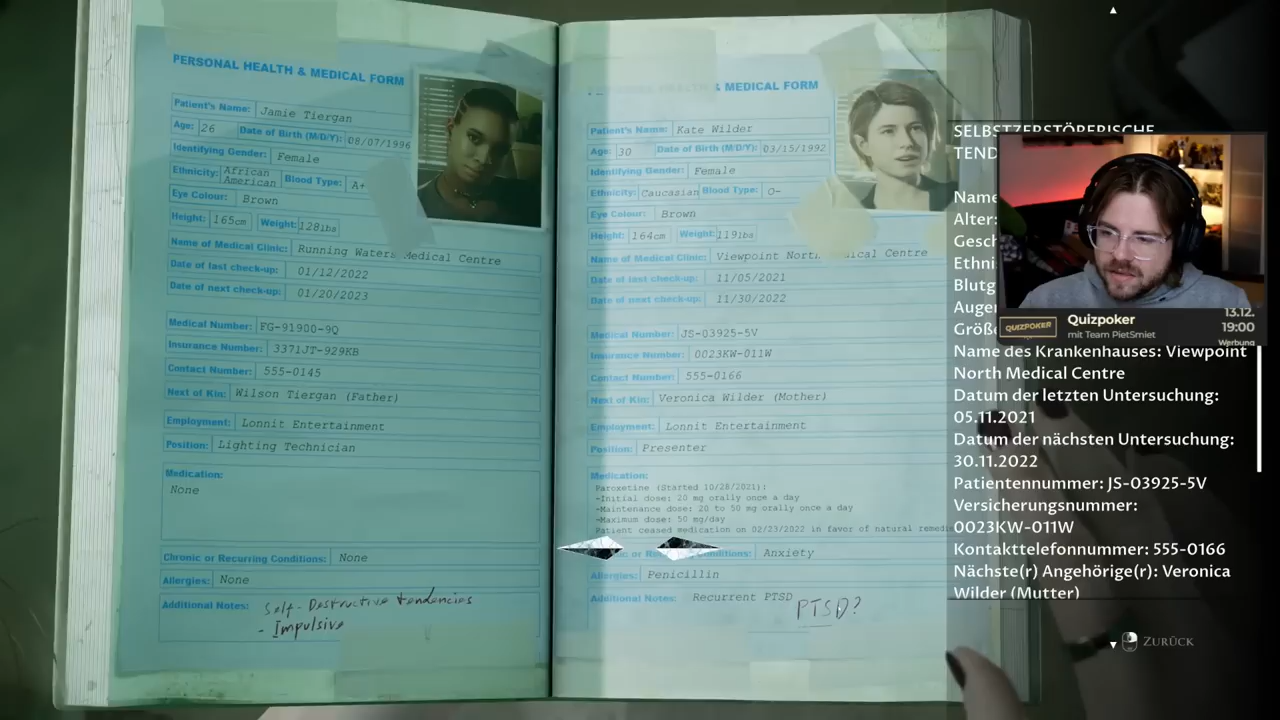 PERSONAL HEALTH & MEDICAL FORM
Patient's Name: Jamie Tiergan
Age: 26 Date of Birth (M/D/Y): 08/07/1996
Identifying Gender: Female
Ethnicity: African American Blood Type: A+
Eye Colour: Brown
Height: 165cm Weight: 128lbs
Name of Medical Clinic: Running Waters Medical Centre
Date of last check-up: 01/12/2022
Date of next check-up: 01/20/2023
Medical Number: FG-91900-9Q
Insurance Number: 3371JT-929KB
Contact Number: 555-0145
Next of Kin: Wilson Tiergan (Father)
Employment: Lonnit Entertainment
Position: Lighting Technician
Medication:
None
Chronic or Recurring Conditions: None
Allergies: None
Additional Notes: Self-Destructive tendencies
- Impulsive
HEALTH & MEDICAL FORM
Patient's Name: Kate Wilder
Age: 30 Date of Birth (M/D/Y): 03/15/1992
Identifying Gender: Female
Ethnicity: Caucasian Blood Type: O-
Eye Colour: Brown
Height: 164cm Weight: 119lbs
Name of Medical Clinic: Viewpoint North Centre
Date of last check-up: 11/05/2021
Date of next check-up: 11/30/2022
Medical Number: JS-03925-5V
Insurance Number: 0023KW-011W
Contact Number: 555-0166
Next of Kin: Veronica Wilder (Mother)
Employment: Lonnit Entertainment
Position: Presenter
Medication:
Paroxetine (Started 10/28/2021):
-Initial dose: 20 mg orally once a day
-Maintenance dose: 20 to 50 mg orally once a day
-Maximum dose: 50 mg/day
Patient ceased medication on 02/23/2022 in favor of natural
Conditions: Anxiety
Allergies: Penicillin
Additional Notes: Recurrent PTSD
PTSD?
SELBSTZERSTÖRERISCHE
TEND
Name
Alter:
Gesch
Ethni
Blutg
Augen
Größe
Name des Krankenhauses: Viewpoint
North Medical Centre
Datum der letzten Untersuchung:
05.11.2021
Datum der nächsten Untersuchung:
30.11.2022
Patientennummer: JS-03925-5V
Versicherungsnummer:
0023KW-011W
Kontakttelefonnummer: 555-0166
Nächste(r) Angehörige(r): Veronica
Wilder (Mutter)
QUIZPOKER
Quizpoker
mit Team PietSmiet
13.12.
19:00
Werbung
ZURÜCK